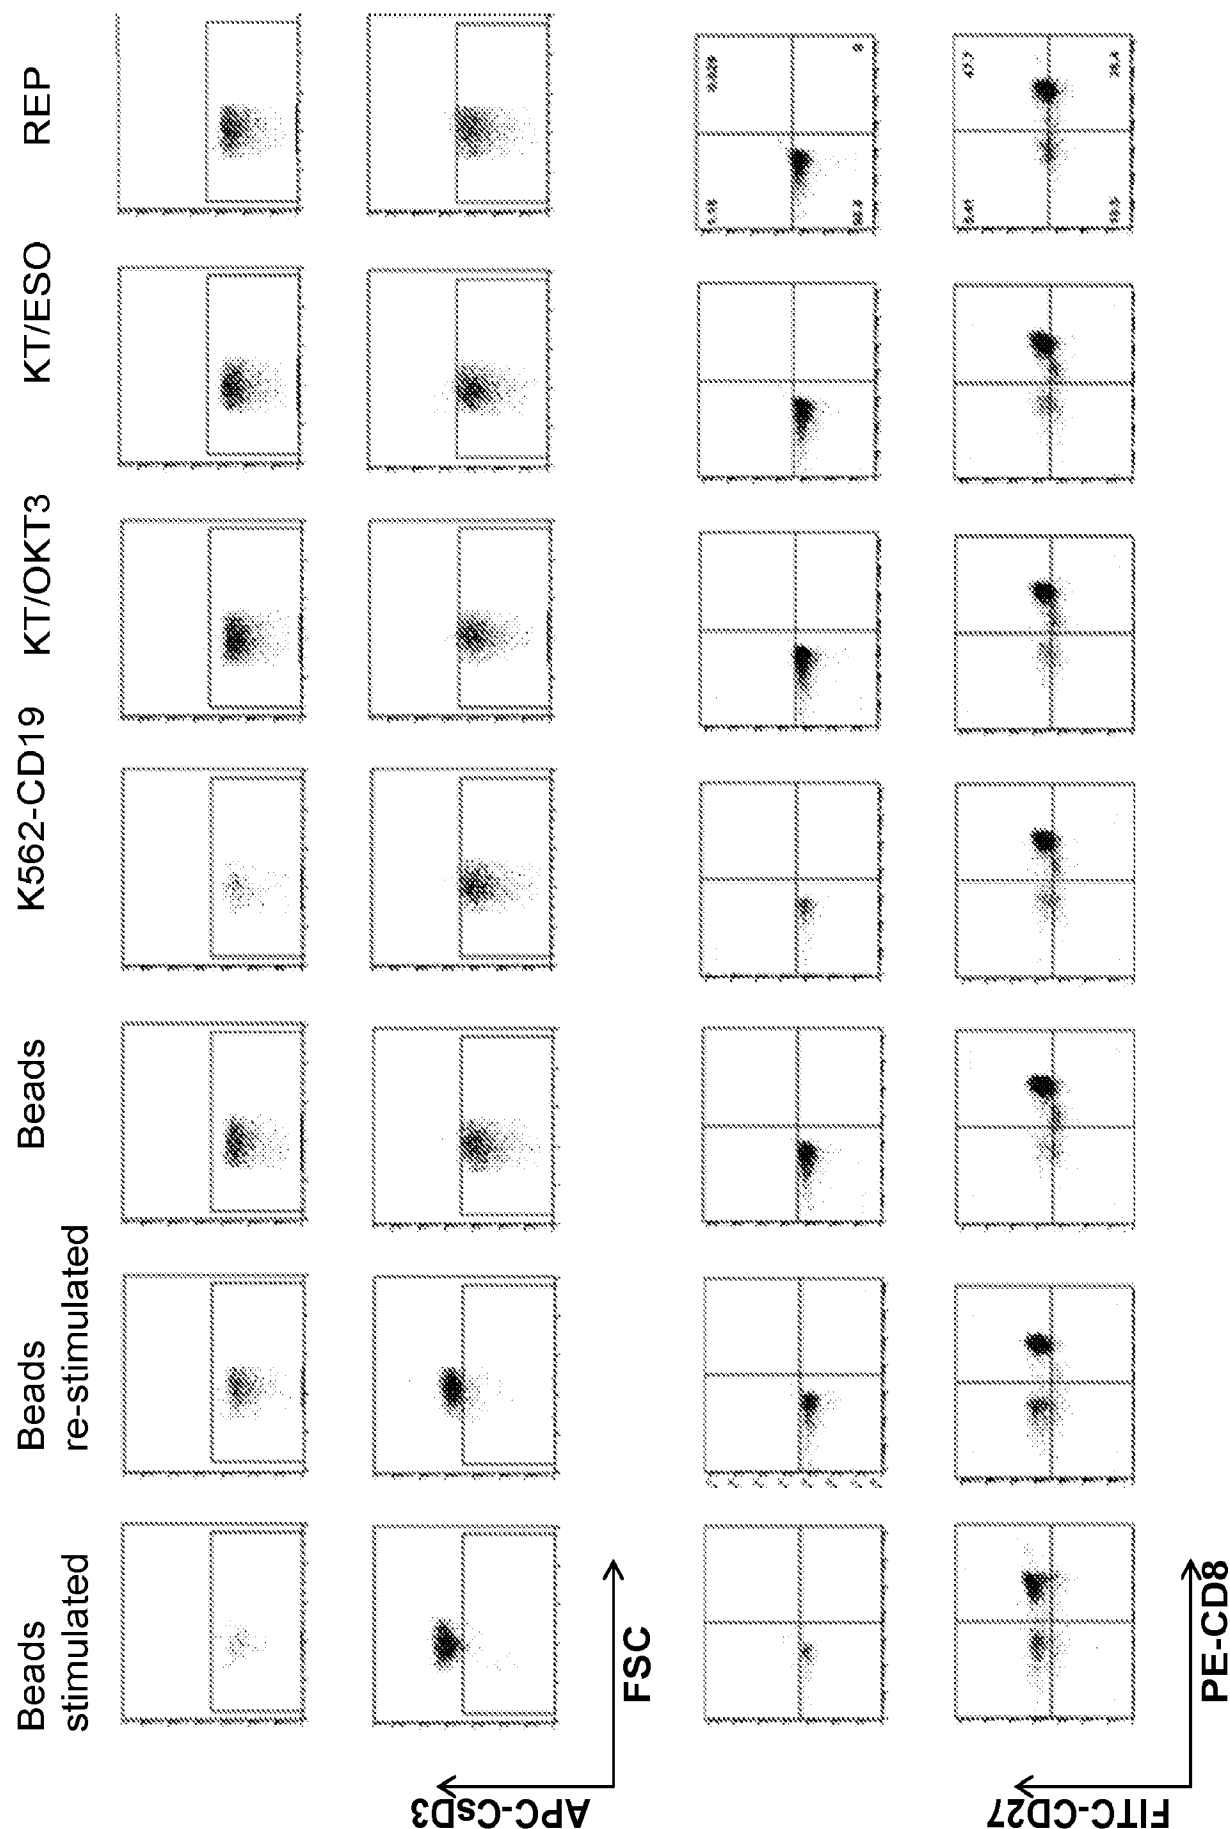 Beads
stimulated
Beads
re-stimulated
Beads
K562-CD19
KT/OKT3
KT/ESO
REP
APC-CsD3
FSC
FITC-CD27
PE-CD8
0